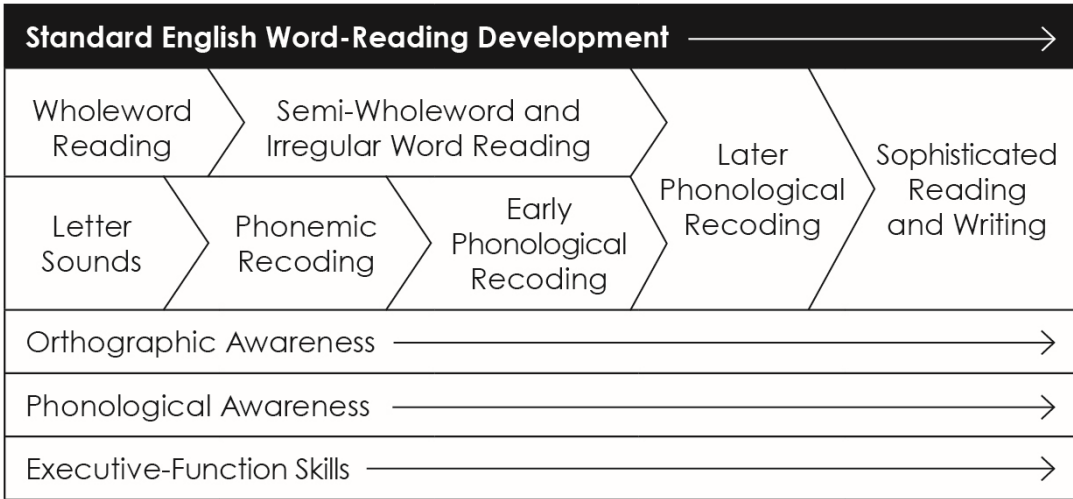 Standard English Word-Reading Development
Wholeword
Reading
Semi-Wholeword and
Irregular Word Reading
Letter
Sounds
Phonemic
Recoding
Early
Phonological
Recoding
Later
Phonological
Recoding
Sophisticated
Reading
and Writing
Orthographic Awareness
Phonological Awareness
Executive-Function Skills